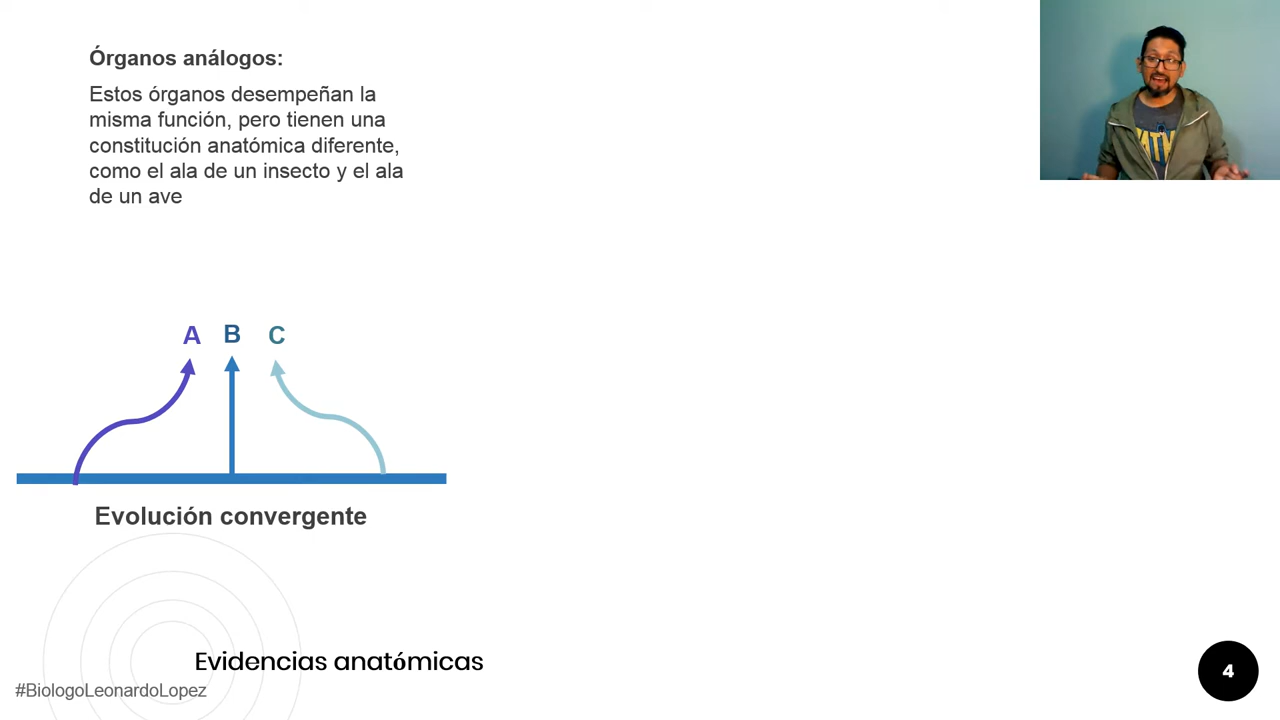 Órganos análogos:
Estos órganos desempeñan la
misma función, pero tienen una
constitución anatómica diferente,
como el ala de un insecto y el ala
de un ave
A B C
Evolución convergente
Evidencias anatómicas
#BiologoLeonardoLopez
4